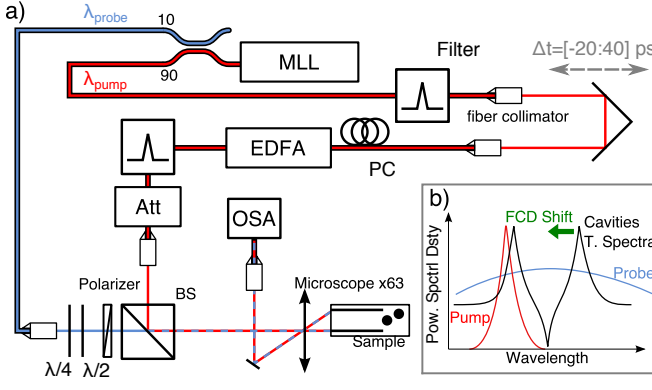 a)
λprobe
10
MLL
90
λpump
Filter
Δt=[-20:40] ps
fiber collimator
EDFA
PC
Att
OSA
Polarizer
BS
Microscope x63
Sample
λ/4
λ/2
b)
FCD Shift
Cavities
T. Spectra
Probe
Pump
Pow. Spctrl Dsty
Wavelength